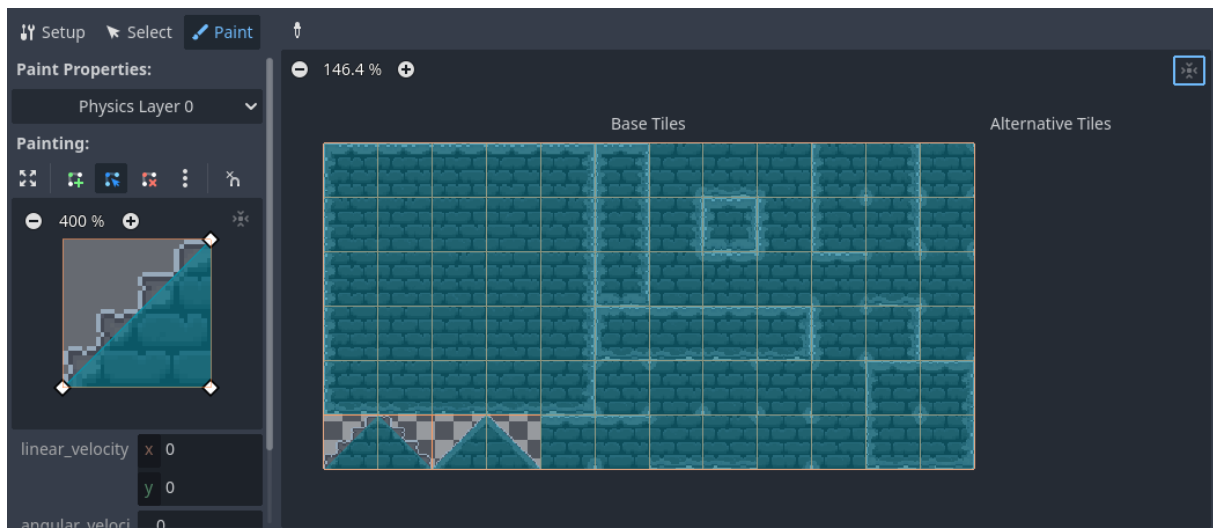 Setup Select Paint
Paint Properties:
146.4 %
Physics Layer 0
Base Tiles
Alternative Tiles
Painting:
400 %
linear_velocity x 0
y 0
angular_veloci 0